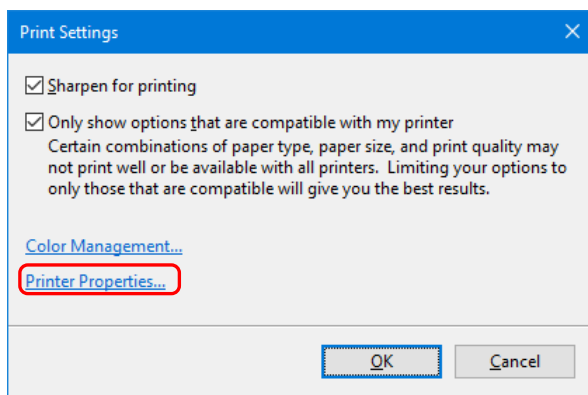 Print Settings
Sharpen for printing
Only show options that are compatible with my printer
Certain combinations of paper type, paper size, and print quality may
not print well or be available with all printers.  Limiting your options to
only those that are compatible will give you the best results.
Color Management...
Printer Properties...
OK
Cancel